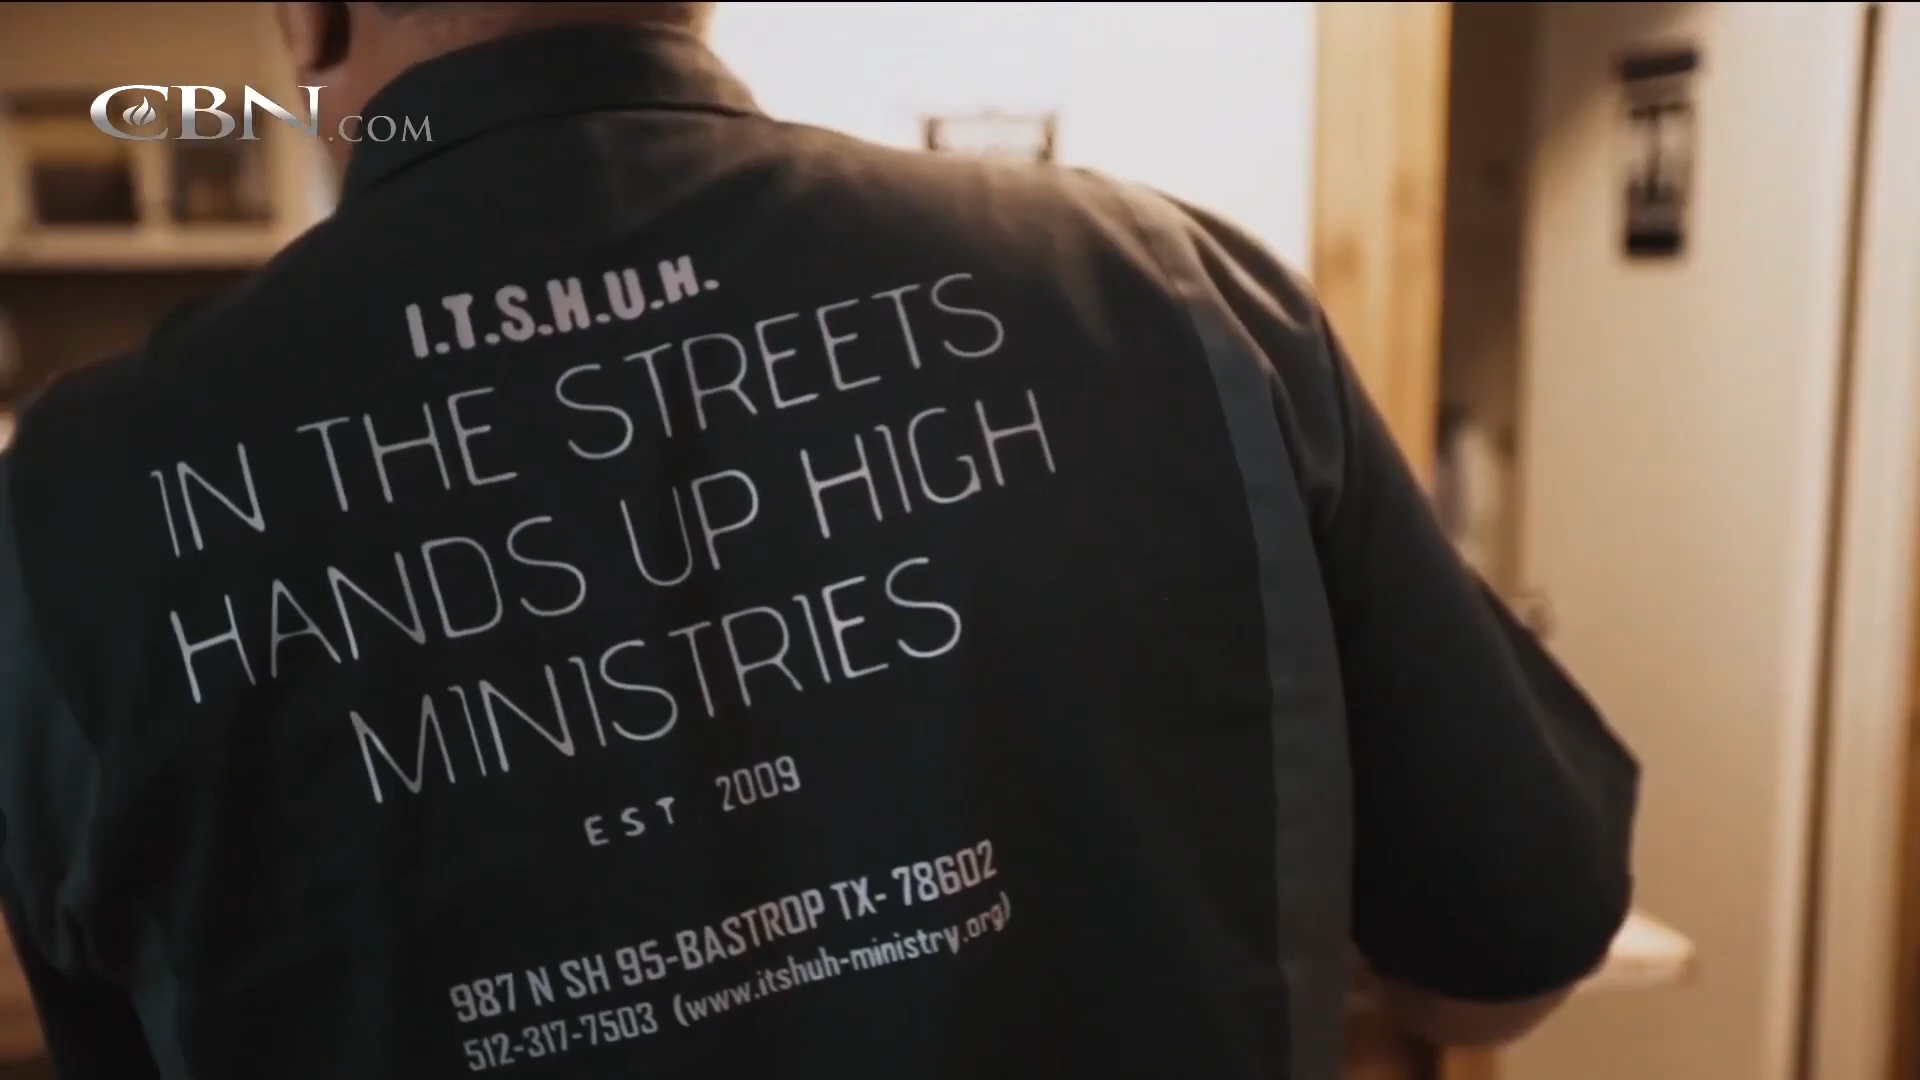 CBN.COM
I.T.S.H.U.H.
IN THE STREETS
HANDS UP HIGH
MINISTRIES
EST 2009
987 N SH 95-BASTROP TX- 78602
512-317-7503 (www.itshuh-ministry.org)